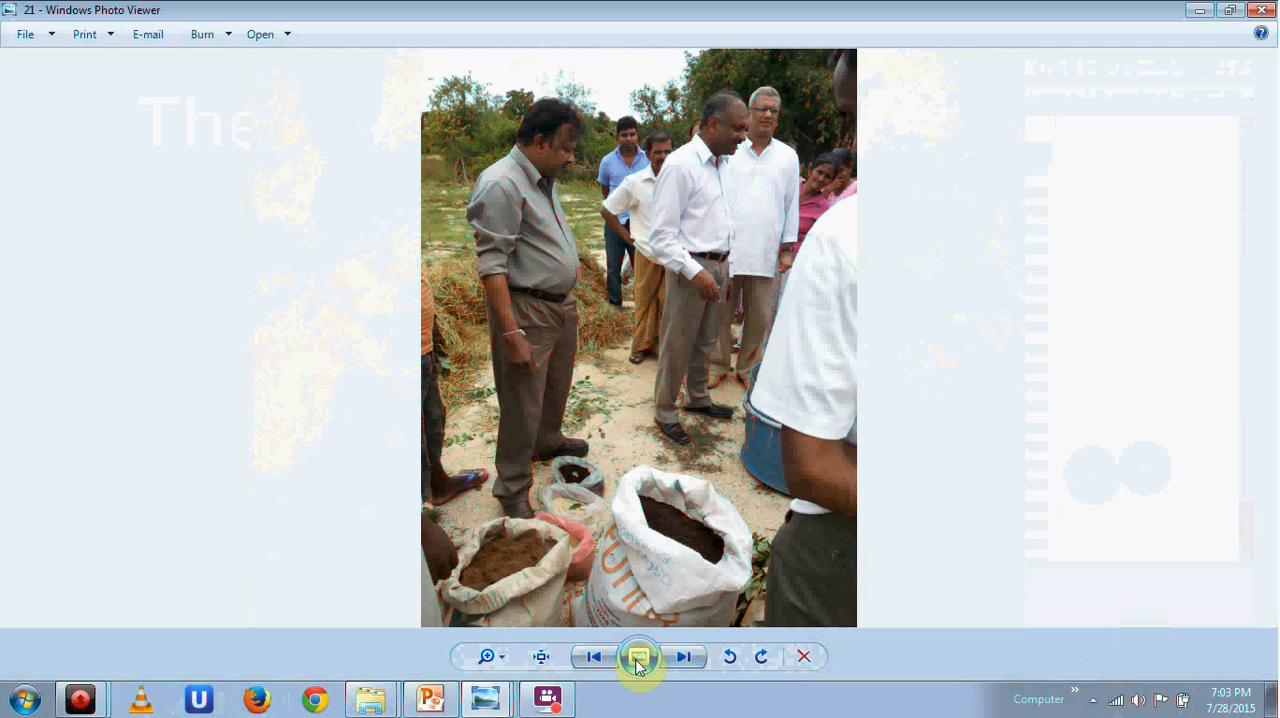 21 - Windows Photo Viewer
File Print E-mail Burn Open
The
Computer
7:03 PM
7/28/2015